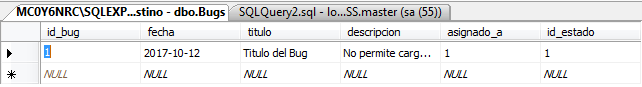 MC0Y6NRC\SQLEXP...stino - dbo.Bugs SQLQuery2.sql - lo...SS.master (sa (55))
id_bug fecha titulo descripcion asignado_a id_estado
1 2017-10-12 Titulo del Bug No permite carg... 1 1
NULL NULL NULL NULL NULL NULL